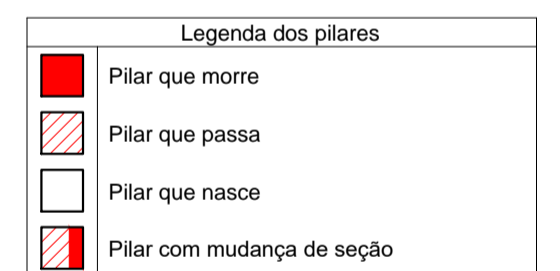 Legenda dos pilares
Pilar que morre
Pilar que passa
Pilar que nasce
Pilar com mudança de seção